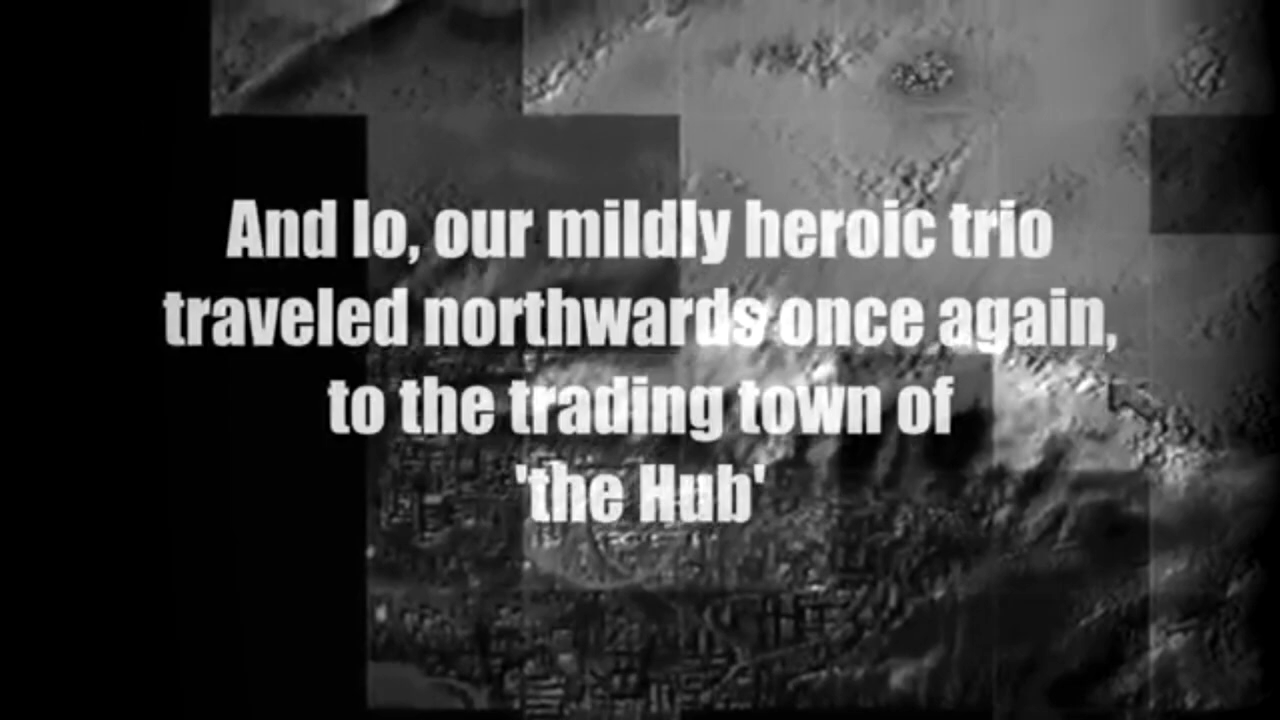 And lo, our mildly heroic trio
traveled northwards once again,
to the trading town of
'the Hub'